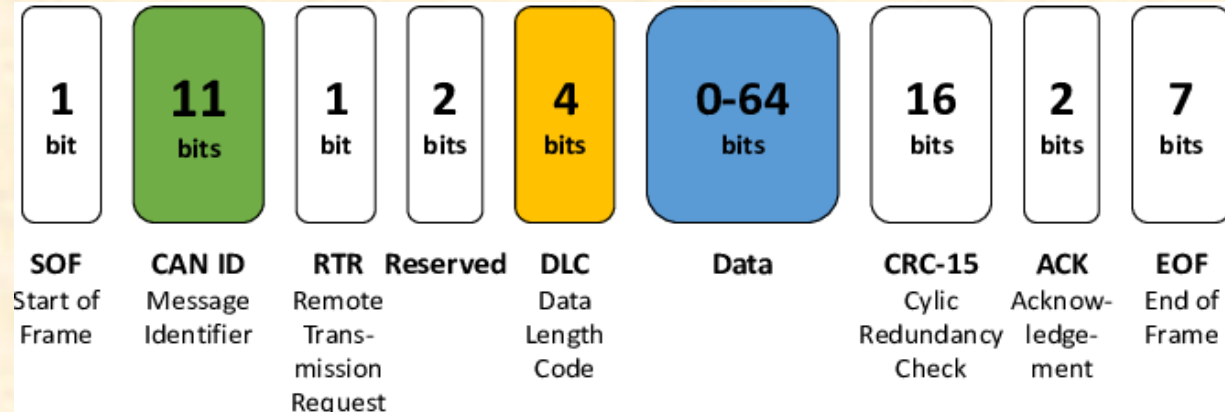 1
bit
11
bits
1
bit
2
bits
4
bits
0-64
bits
16
bits
2
bits
7
bits
SOF
Start of
Frame
CAN ID
Message
Identifier
RTR
Remote
Trans-
mission
Request
Reserved
DLC
Data
Length
Code
Data
CRC-15
Cylic
Redundancy
Check
ACK
Acknow-
ledge-
ment
EOF
End of
Frame